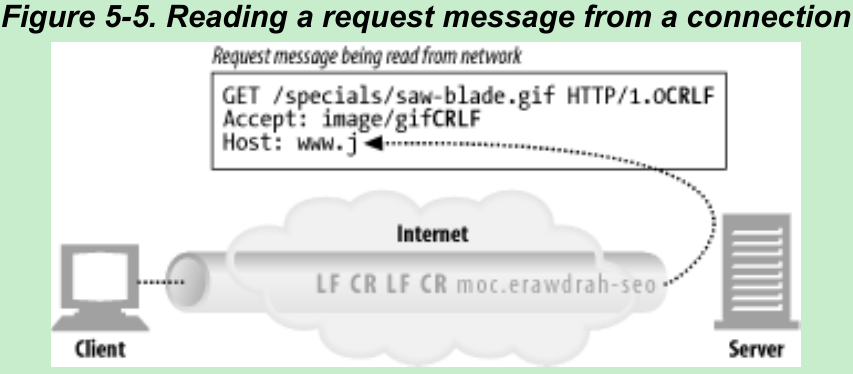 Figure 5-5. Reading a request message from a connection
Request message being read from network
GET /specials/saw-blade.gif HTTP/1.0CRLF
Accept: image/gifCRLF
Host: www.j
Internet
LF CR LF CR moc.erawdrah-seo
Client
Server